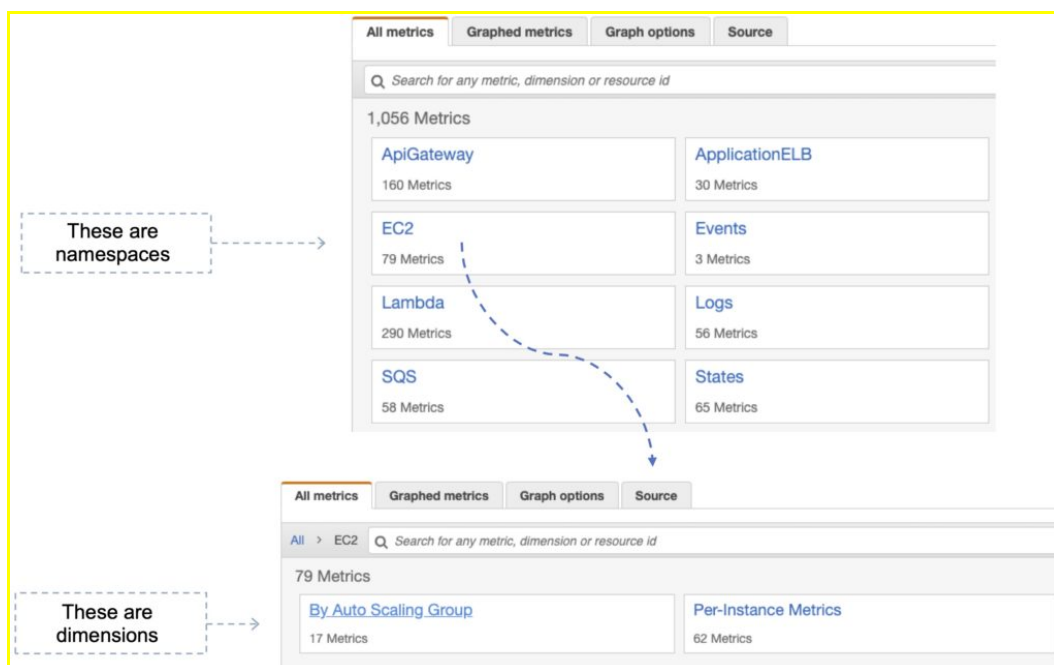 All metrics Graphed metrics Graph options Source
Search for any metric, dimension or resource id
1,056 Metrics
ApiGateway ApplicationELB
160 Metrics 30 Metrics
These are
namespaces
EC2 Events
79 Metrics 3 Metrics
Lambda Logs
290 Metrics 56 Metrics
SQS States
58 Metrics 65 Metrics
All metrics Graphed metrics Graph options Source
All > EC2 Search for any metric, dimension or resource id
79 Metrics
These are
dimensions
By Auto Scaling Group Per-Instance Metrics
17 Metrics 62 Metrics